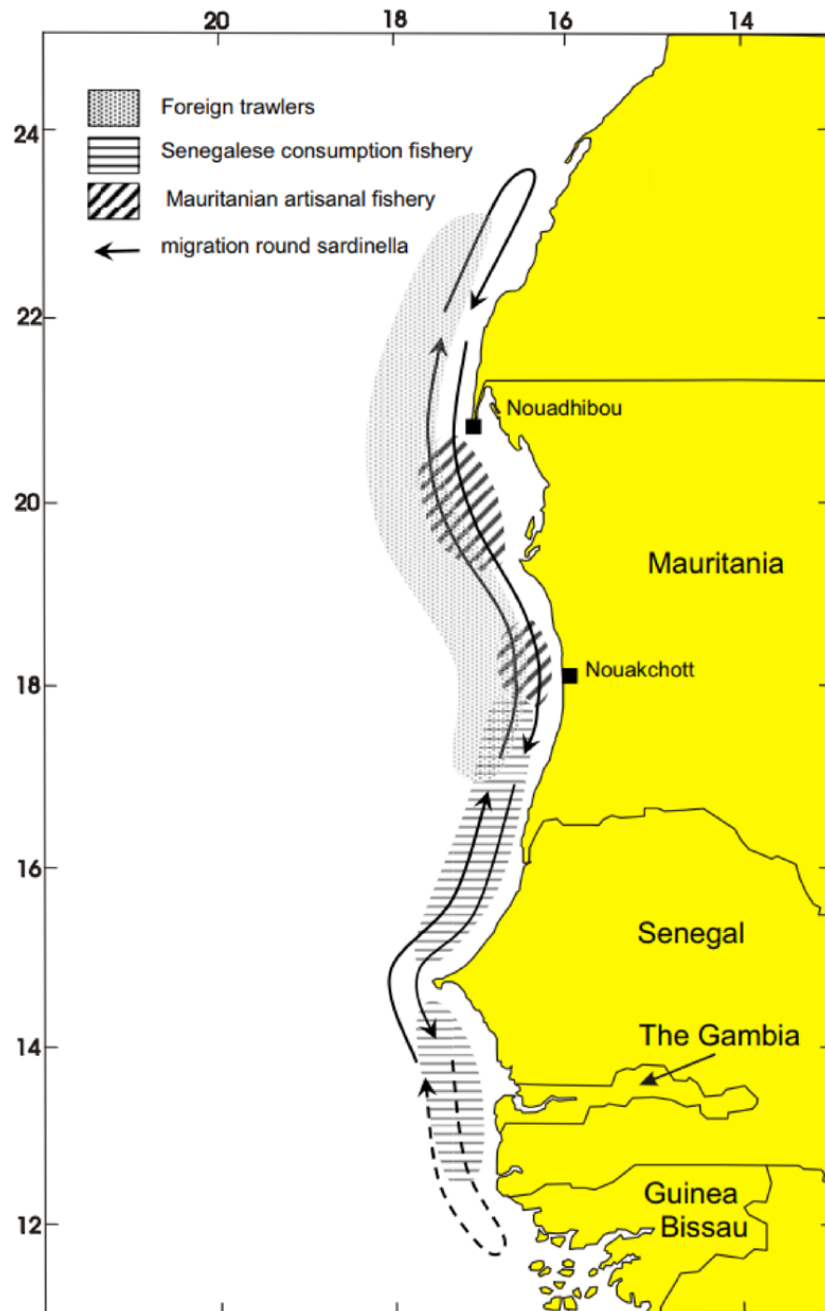 20 18 16 14
Foreign trawlers
24
Senegalese consumption fishery
Mauritanian artisanal fishery
migration round sardinella
22
Nouadhibou
20
Mauritania
Nouakchott
18
16
Senegal
The Gambia
14
Guinea
Bissau
12